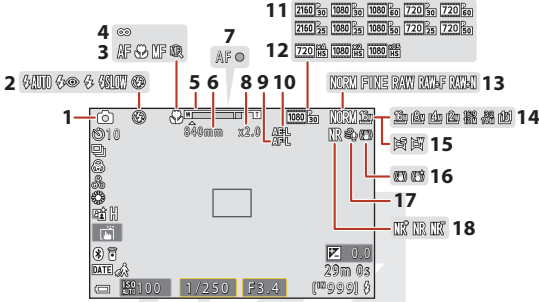 11 2160 30 1080 30 1080 60 720 30 720 60
2160 25 1080 25 1080 50 720 25 720 50
4 ∞
3 AF MF
7 AF
12 720 HS 1080 HS 1080 HS
2 AUTO SLOW
5 6 8 9 10
NORM FINE RAW RAW+F RAW+N 13
1
W T
1080 30 NORM 16M
14
840mm x2.0 AE-L AF-L NR
15
10
16
17
18 NR NR NR
H
DATE
0.0
29m 0s
ISO AUTO 100 1/250 F3.4 [IN 999]